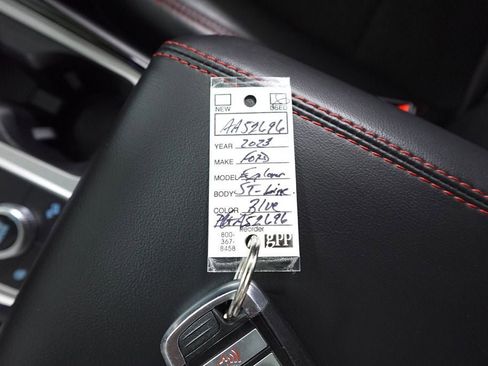 NEW USED
AA52696
YEAR 2023
MAKE FORD
MODEL Explorer
BODY ST-Line
COLOR Blue
AA52696
Reorder
800-
367-
8458
gpp